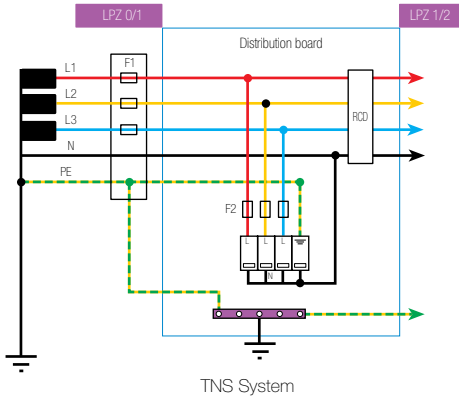 LPZ 0/1
LPZ 1/2
Distribution board
F1
L1
L2
L3
RCD
N
PE
F2
L L L
N
TNS System